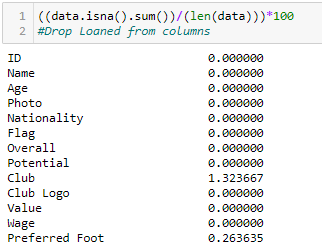 1 ((data.isna().sum())/(len(data)))*100
2 #Drop Loaned from columns
ID 0.000000
Name 0.000000
Age 0.000000
Photo 0.000000
Nationality 0.000000
Flag 0.000000
Overall 0.000000
Potential 0.000000
Club 1.323667
Club Logo 0.000000
Value 0.000000
Wage 0.000000
Preferred Foot 0.263635